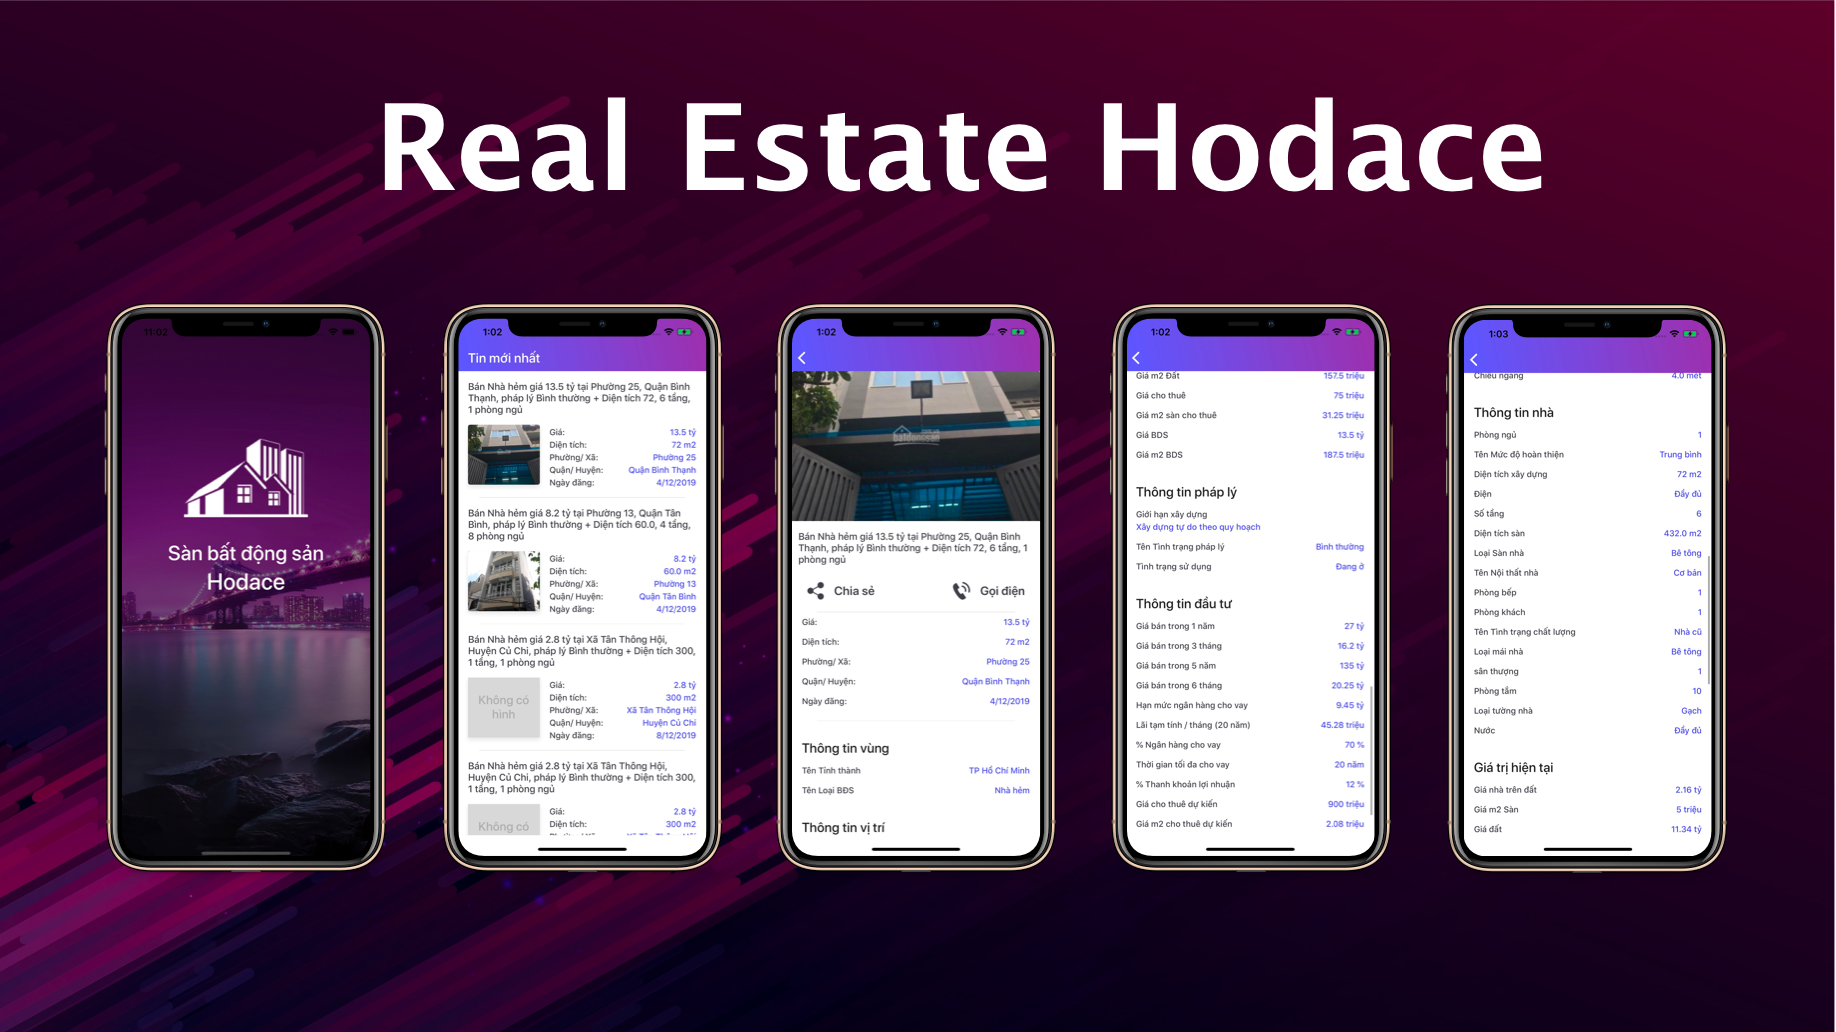 Real Estate Hodace
11:02
Sàn bất động sản
Hodace
1:02
Tin mới nhất
Bán Nhà hẻm giá 13.5 tỷ tại Phường 25, Quận Bình
Thạnh, pháp lý Bình thường + Diện tích 72, 6 tầng,
1 phòng ngủ
Giá: 13.5 tỷ
Diện tích: 72 m2
Phường/ Xã: Phường 25
Quận/ Huyện: Quận Bình Thạnh
Ngày đăng: 4/12/2019
Bán Nhà hẻm giá 8.2 tỷ tại Phường 13, Quận Tân
Bình, pháp lý Bình thường + Diện tích 60.0, 4 tầng,
8 phòng ngủ
Giá: 8.2 tỷ
Diện tích: 60.0 m2
Phường/ Xã: Phường 13
Quận/ Huyện: Quận Tân Bình
Ngày đăng: 4/12/2019
Bán Nhà hẻm giá 2.8 tỷ tại Xã Tân Thông Hội,
Huyện Củ Chi, pháp lý Bình thường + Diện tích 300,
1 tầng, 1 phòng ngủ
Không có
hình
Giá: 2.8 tỷ
Diện tích: 300 m2
Phường/ Xã: Xã Tân Thông Hội
Quận/ Huyện: Huyện Củ Chi
Ngày đăng: 8/12/2019
Bán Nhà hẻm giá 2.8 tỷ tại Xã Tân Thông Hội,
Huyện Củ Chi, pháp lý Bình thường + Diện tích 300,
1 tầng, 1 phòng ngủ
Không có
Giá: 2.8 tỷ
Diện tích: 300 m2
1:02
batdongsan
Bán Nhà hẻm giá 13.5 tỷ tại Phường 25, Quận Bình
Thạnh, pháp lý Bình thường + Diện tích 72, 6 tầng, 1
phòng ngủ
Chia sẻ Gọi điện
Giá: 13.5 tỷ
Diện tích: 72 m2
Phường/ Xã: Phường 25
Quận/ Huyện: Quận Bình Thạnh
Ngày đăng: 4/12/2019
Thông tin vùng
Tên Tỉnh thành TP Hồ Chí Minh
Tên Loại BĐS Nhà hẻm
Thông tin vị trí
1:02
Giá m2 Đất 157.5 triệu
Giá cho thuê 75 triệu
Giá m2 sàn cho thuê 31.25 triệu
Giá BDS 13.5 tỷ
Giá m2 BDS 187.5 triệu
Thông tin pháp lý
Giới hạn xây dựng
Xây dựng tự do theo quy hoạch
Tên Tình trạng pháp lý Bình thường
Tình trạng sử dụng Đang ở
Thông tin đầu tư
Giá bán trong 1 năm 27 tỷ
Giá bán trong 3 tháng 16.2 tỷ
Giá bán trong 5 năm 135 tỷ
Giá bán trong 6 tháng 20.25 tỷ
Hạn mức ngân hàng cho vay 9.45 tỷ
Lãi tạm tính / tháng (20 năm) 45.28 triệu
% Ngân hàng cho vay 70 %
Thời gian tối đa cho vay 20 năm
% Thanh khoản lợi nhuận 12 %
Giá cho thuê dự kiến 900 triệu
Giá m2 cho thuê dự kiến 2.08 triệu
1:03
Chiều ngang 4.0 mét
Thông tin nhà
Phòng ngủ 1
Tên Mức độ hoàn thiện Trung bình
Diện tích xây dựng 72 m2
Điện Đầy đủ
Số tầng 6
Diện tích sàn 432.0 m2
Loại Sàn nhà Bê tông
Tên Nội thất nhà Cơ bản
Phòng bếp 1
Phòng khách 1
Tên Tình trạng chất lượng Nhà cũ
Loại mái nhà Bê tông
sân thượng 1
Phòng tắm 10
Loại tường nhà Gạch
Nước Đầy đủ
Giá trị hiện tại
Giá nhà trên đất 2.16 tỷ
Giá m2 Sàn 5 triệu
Giá đất 11.34 tỷ